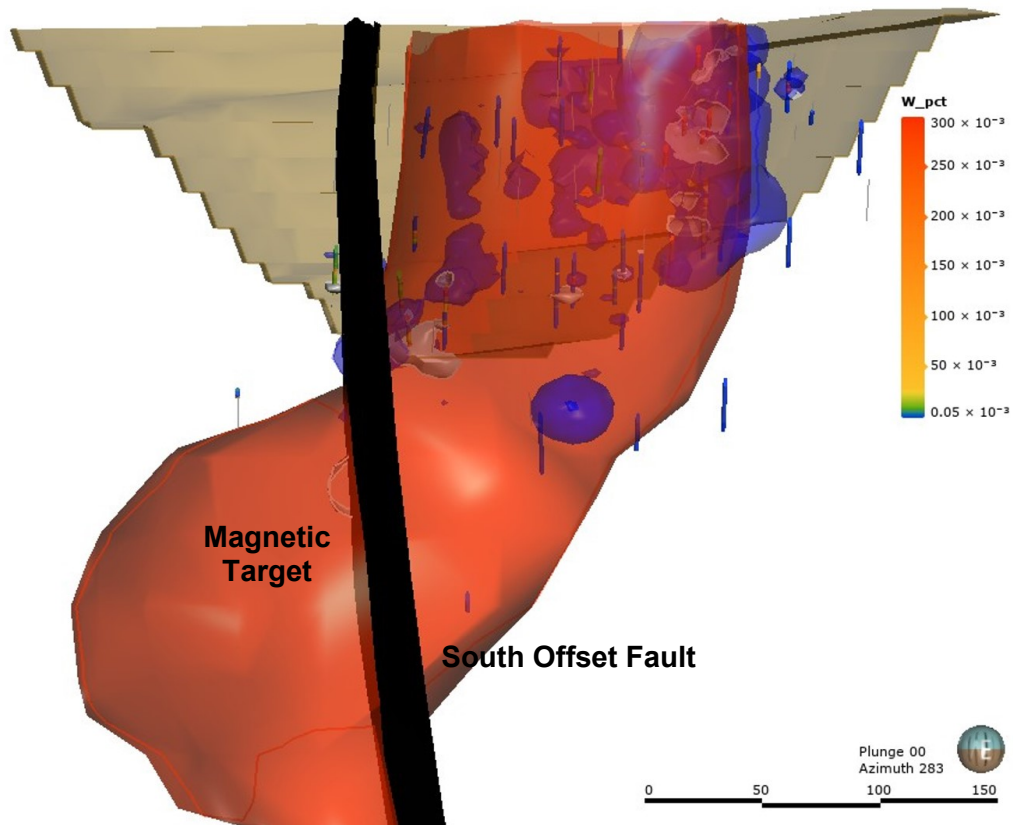 W_pct
300 × 10⁻³
250 × 10⁻³
200 × 10⁻³
150 × 10⁻³
100 × 10⁻³
50 × 10⁻³
0.05 × 10⁻³
Magnetic
Target
South Offset Fault
Plunge 00
Azimuth 283
E
0 50 100 150